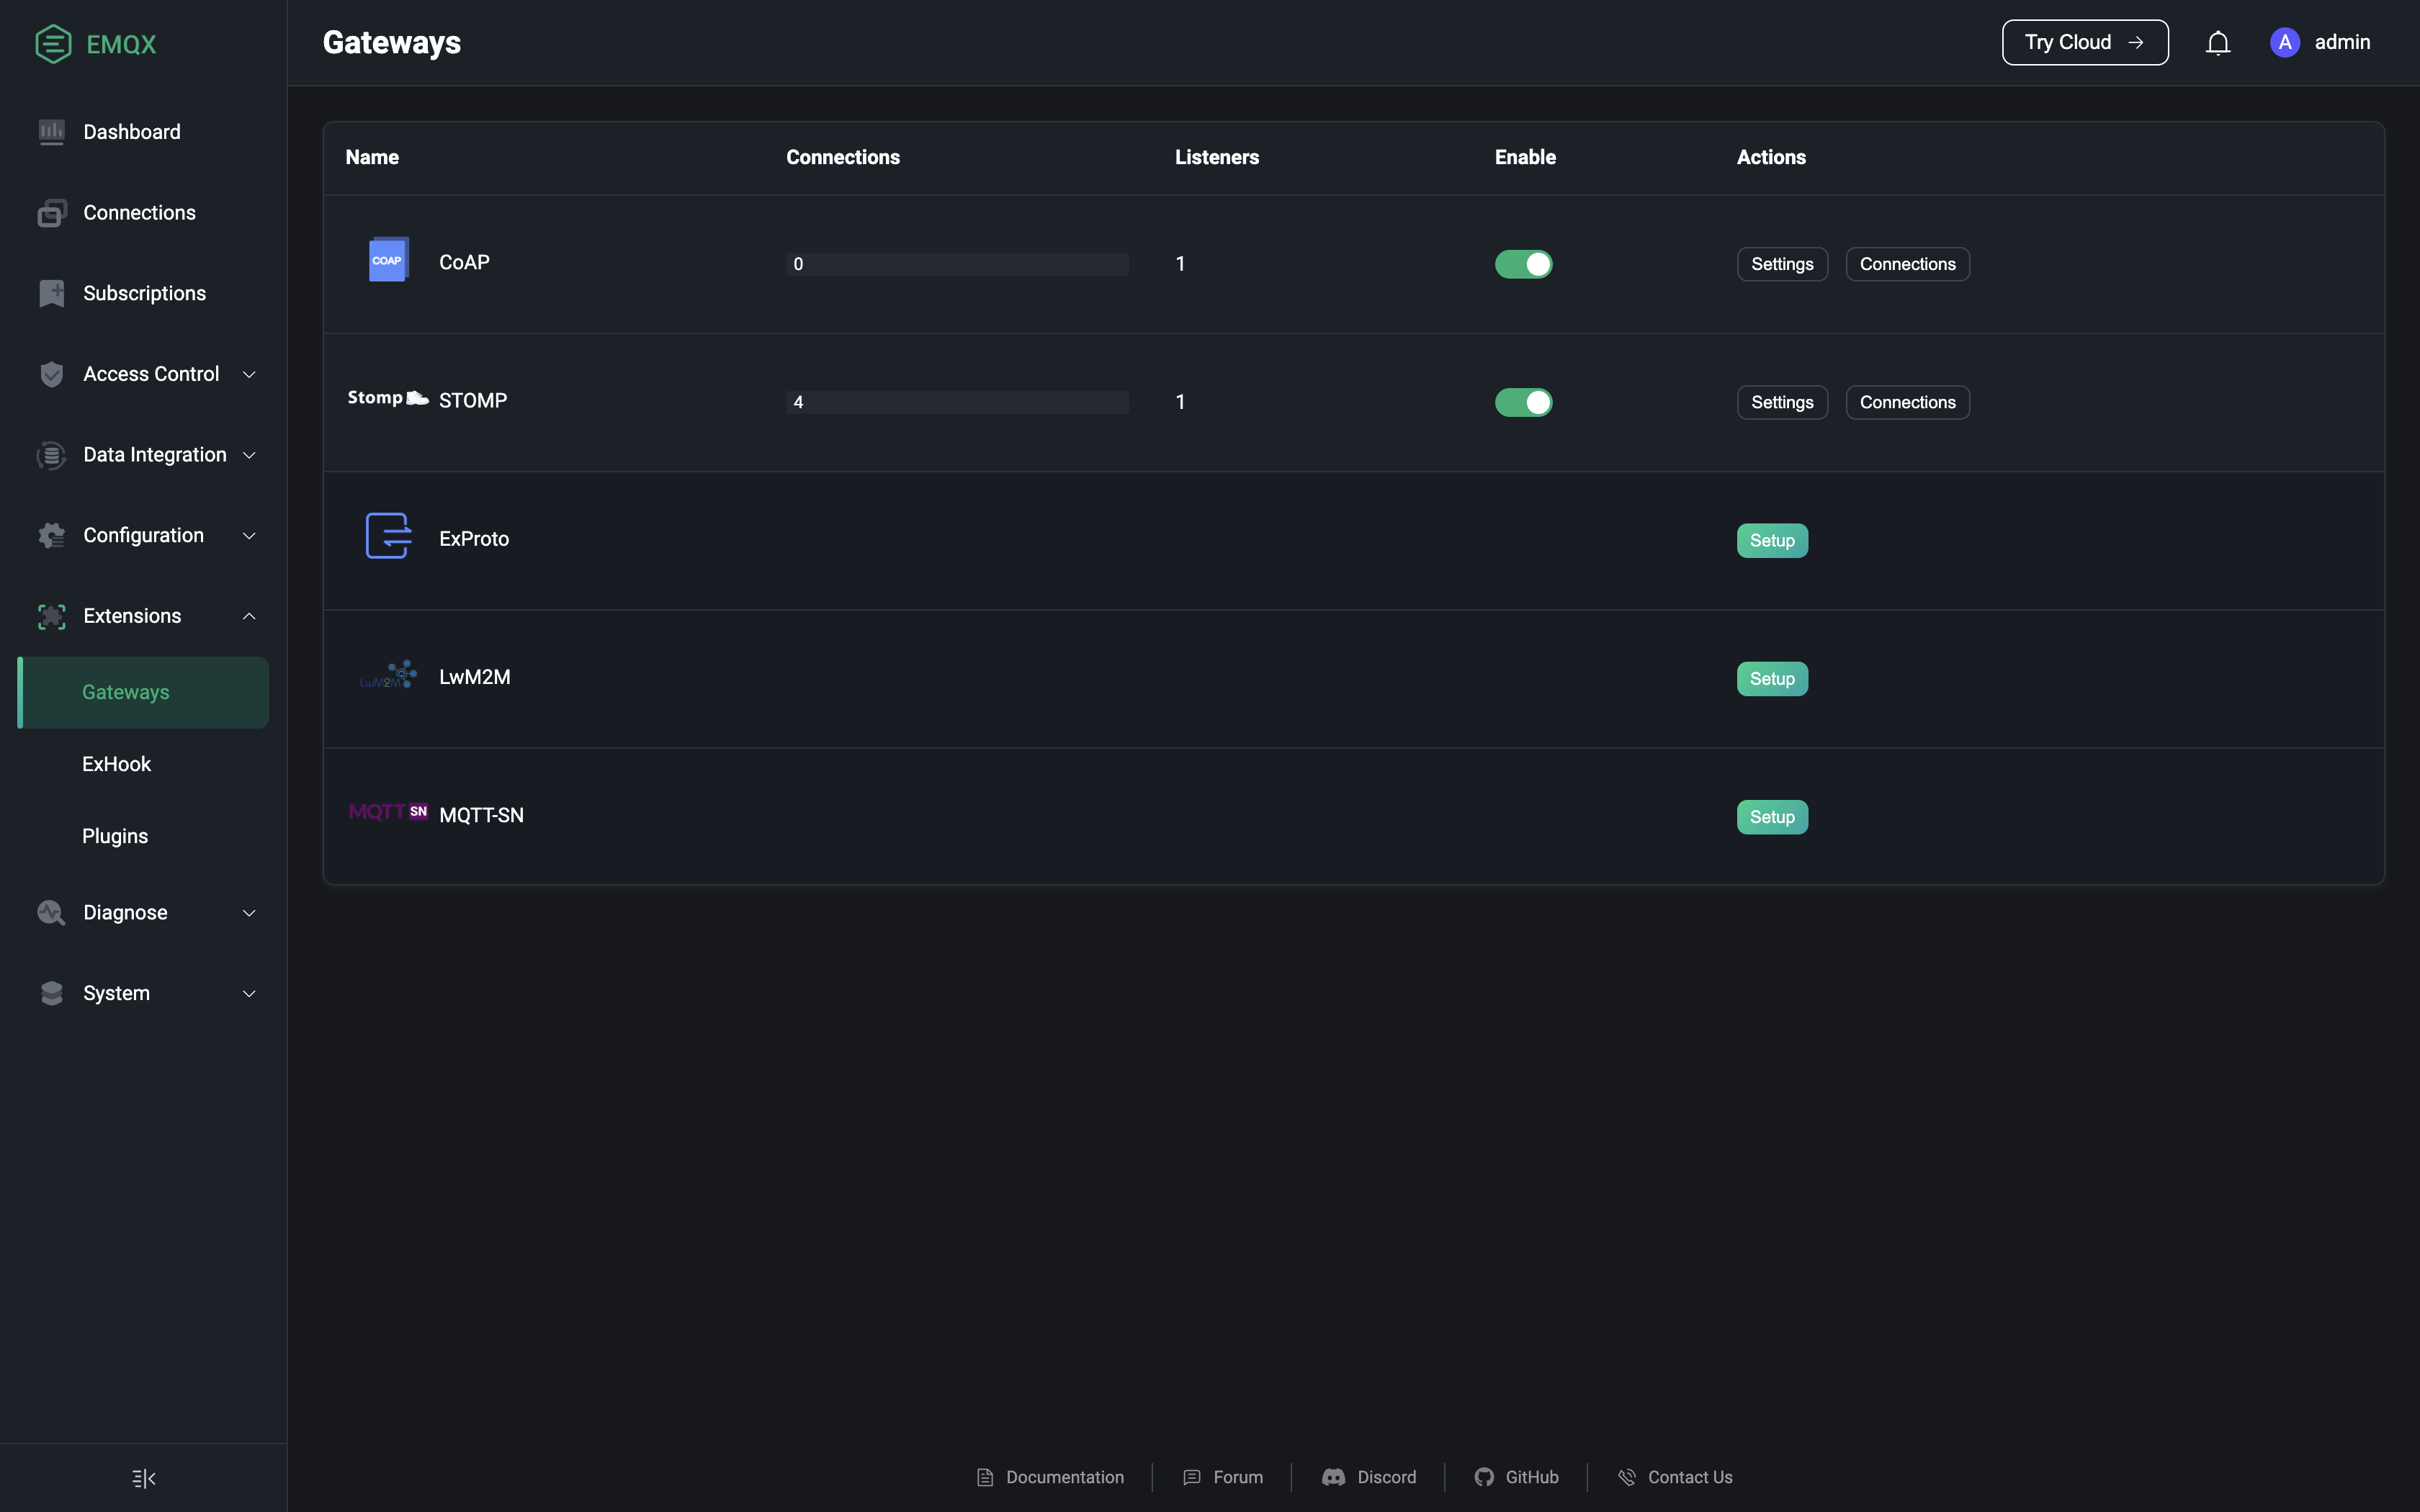 EMQX
Gateways
Try Cloud
A
admin
Dashboard
Connections
Subscriptions
Access Control
Data Integration
Configuration
Extensions
Gateways
ExHook
Plugins
Diagnose
System
Name Connections Listeners Enable Actions
COAP CoAP 0 1 Settings Connections
Stomp STOMP 4 1 Settings Connections
ExProto Setup
LwM2M LwM2M Setup
MQTT SN MQTT-SN Setup
Documentation Forum Discord GitHub Contact Us